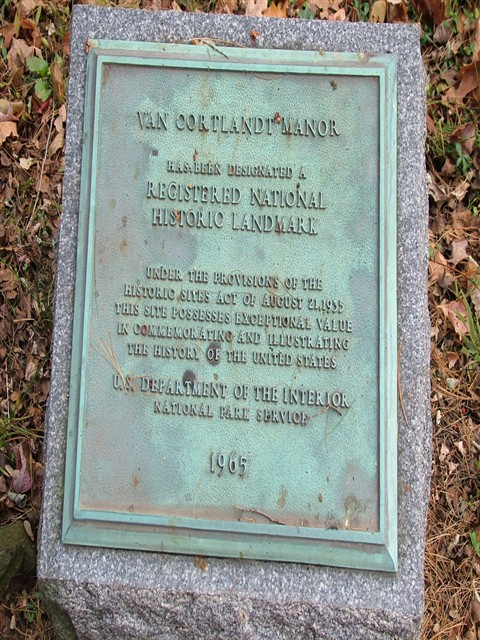 VAN CORTLANDT MANOR
HAS BEEN DESIGNATED A
REGISTERED NATIONAL
HISTORIC LANDMARK
UNDER THE PROVISIONS OF THE
HISTORIC SITES ACT OF AUGUST 21, 1935
THIS SITE POSSESSES EXCEPTIONAL VALUE
IN COMMEMORATING AND ILLUSTRATING
THE HISTORY OF THE UNITED STATES
U.S. DEPARTMENT OF THE INTERIOR
NATIONAL PARK SERVICE
1965